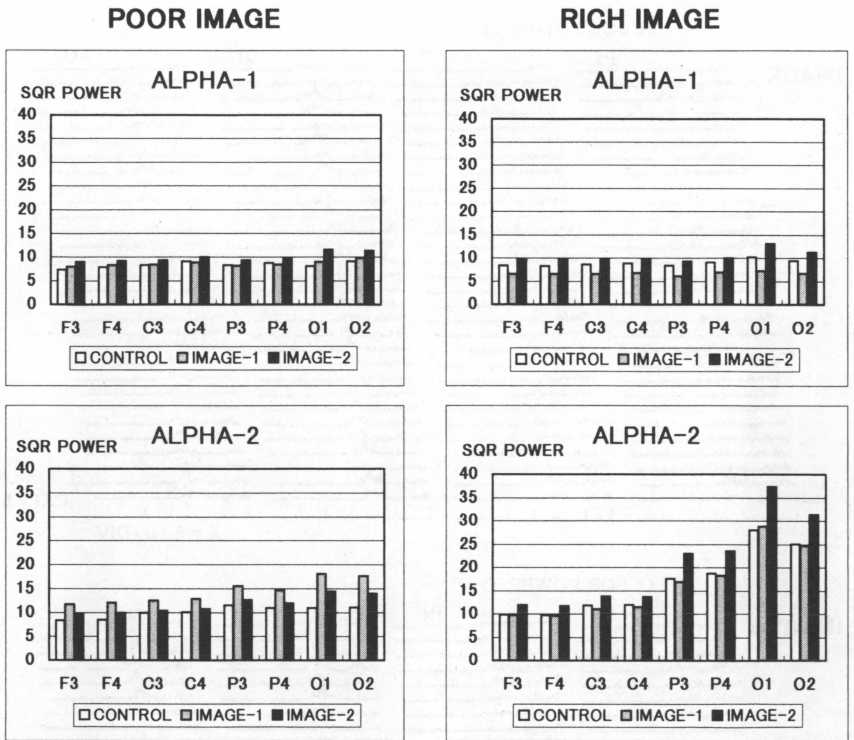 POOR IMAGE
RICH IMAGE
ALPHA-1
SQR POWER
40
35
30
25
20
15
10
5
0
F3 F4 C3 C4 P3 P4 O1 O2
CONTROL IMAGE-1 IMAGE-2
ALPHA-1
SQR POWER
40
35
30
25
20
15
10
5
0
F3 F4 C3 C4 P3 P4 O1 O2
CONTROL IMAGE-1 IMAGE-2
ALPHA-2
SQR POWER
40
35
30
25
20
15
10
5
0
F3 F4 C3 C4 P3 P4 O1 O2
CONTROL IMAGE-1 IMAGE-2
ALPHA-2
SQR POWER
40
35
30
25
20
15
10
5
0
F3 F4 C3 C4 P3 P4 O1 O2
CONTROL IMAGE-1 IMAGE-2